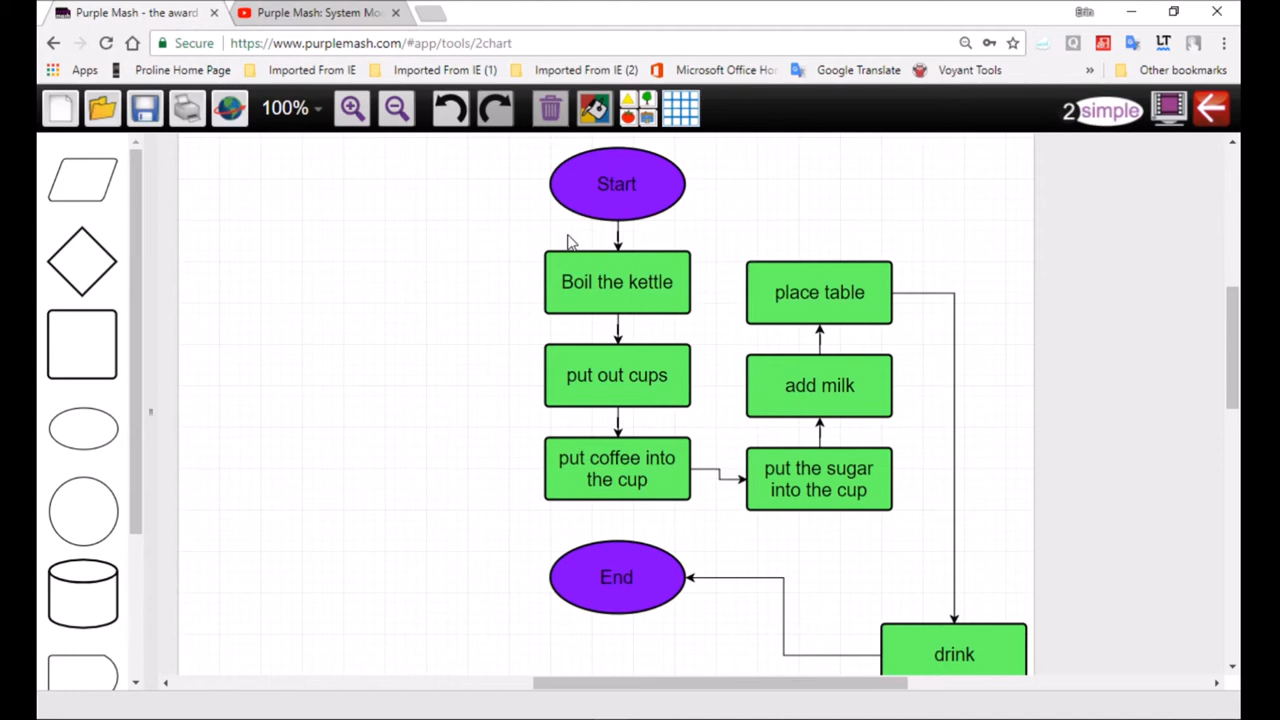 Purple Mash - the award
Purple Mash: System Mo
Erin
Secure
https://www.purplemash.com/#app/tools/2chart
Apps
Proline Home Page
Imported From IE
Imported From IE (1)
Imported From IE (2)
Microsoft Office Ho
Google Translate
Voyant Tools
»
Other bookmarks
100%
2simple
Start
Boil the kettle
place table
put out cups
add milk
put coffee into
the cup
put the sugar
into the cup
End
drink